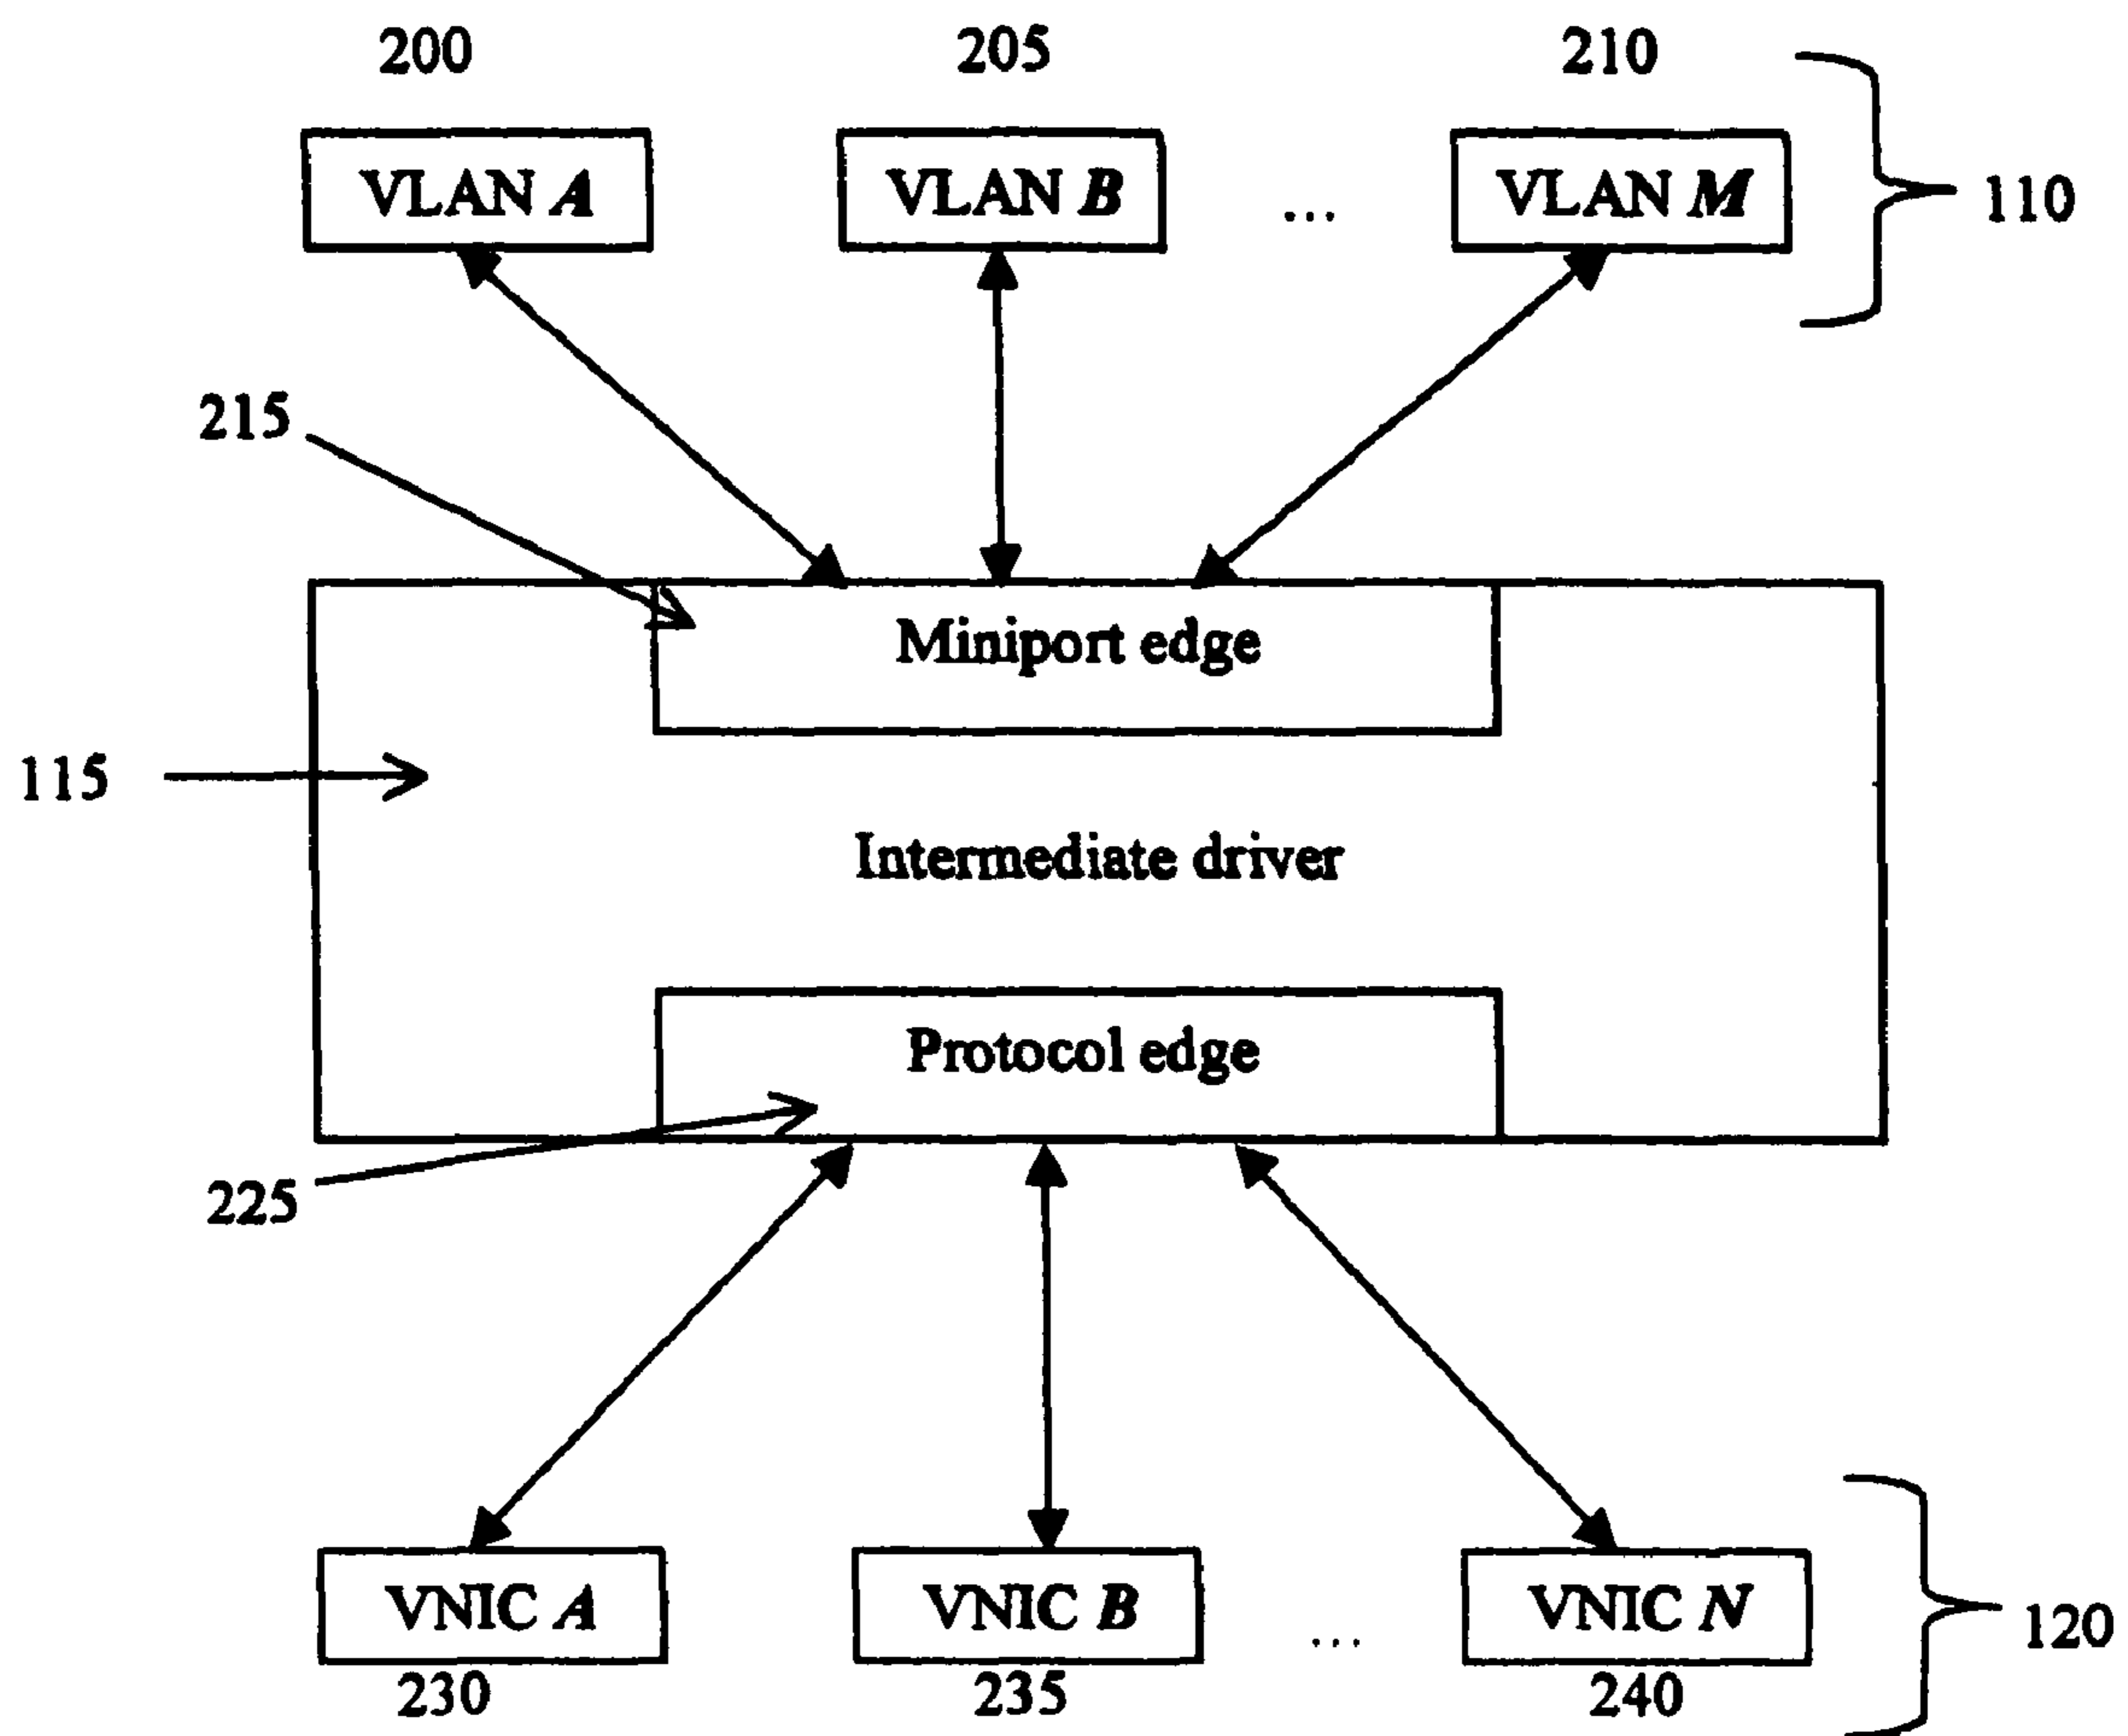 200 205 210
VLAN A VLAN B ... VLAN M
110
215
Miniport edge
115
Intermediate driver
Protocol edge
225
VNIC A VNIC B ... VNIC N
120
230 235 240